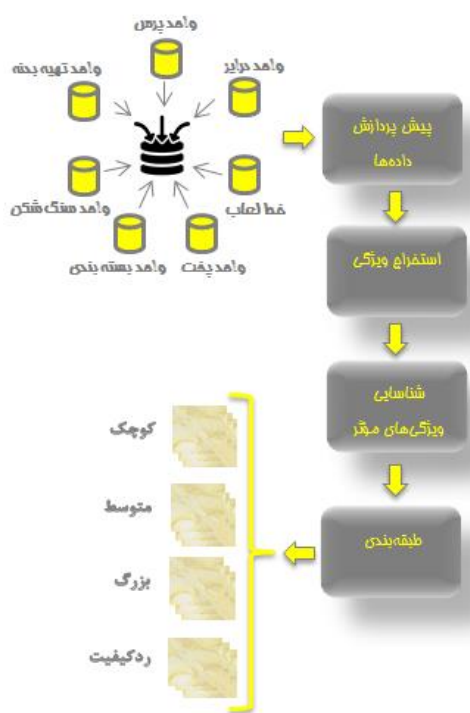 واحد پرس
واحد تهیه بدنه
واحد درایر
واحد سنگ شکن
خط لعاب
واحد بسته بندی
واحد پخت
پیش پردازش
داده‌ها
استخراج ویژگی
شناسایی
ویژگی‌های موثر
طبقه‌بندی
کوچک
متوسط
بزرگ
ردکیفیت